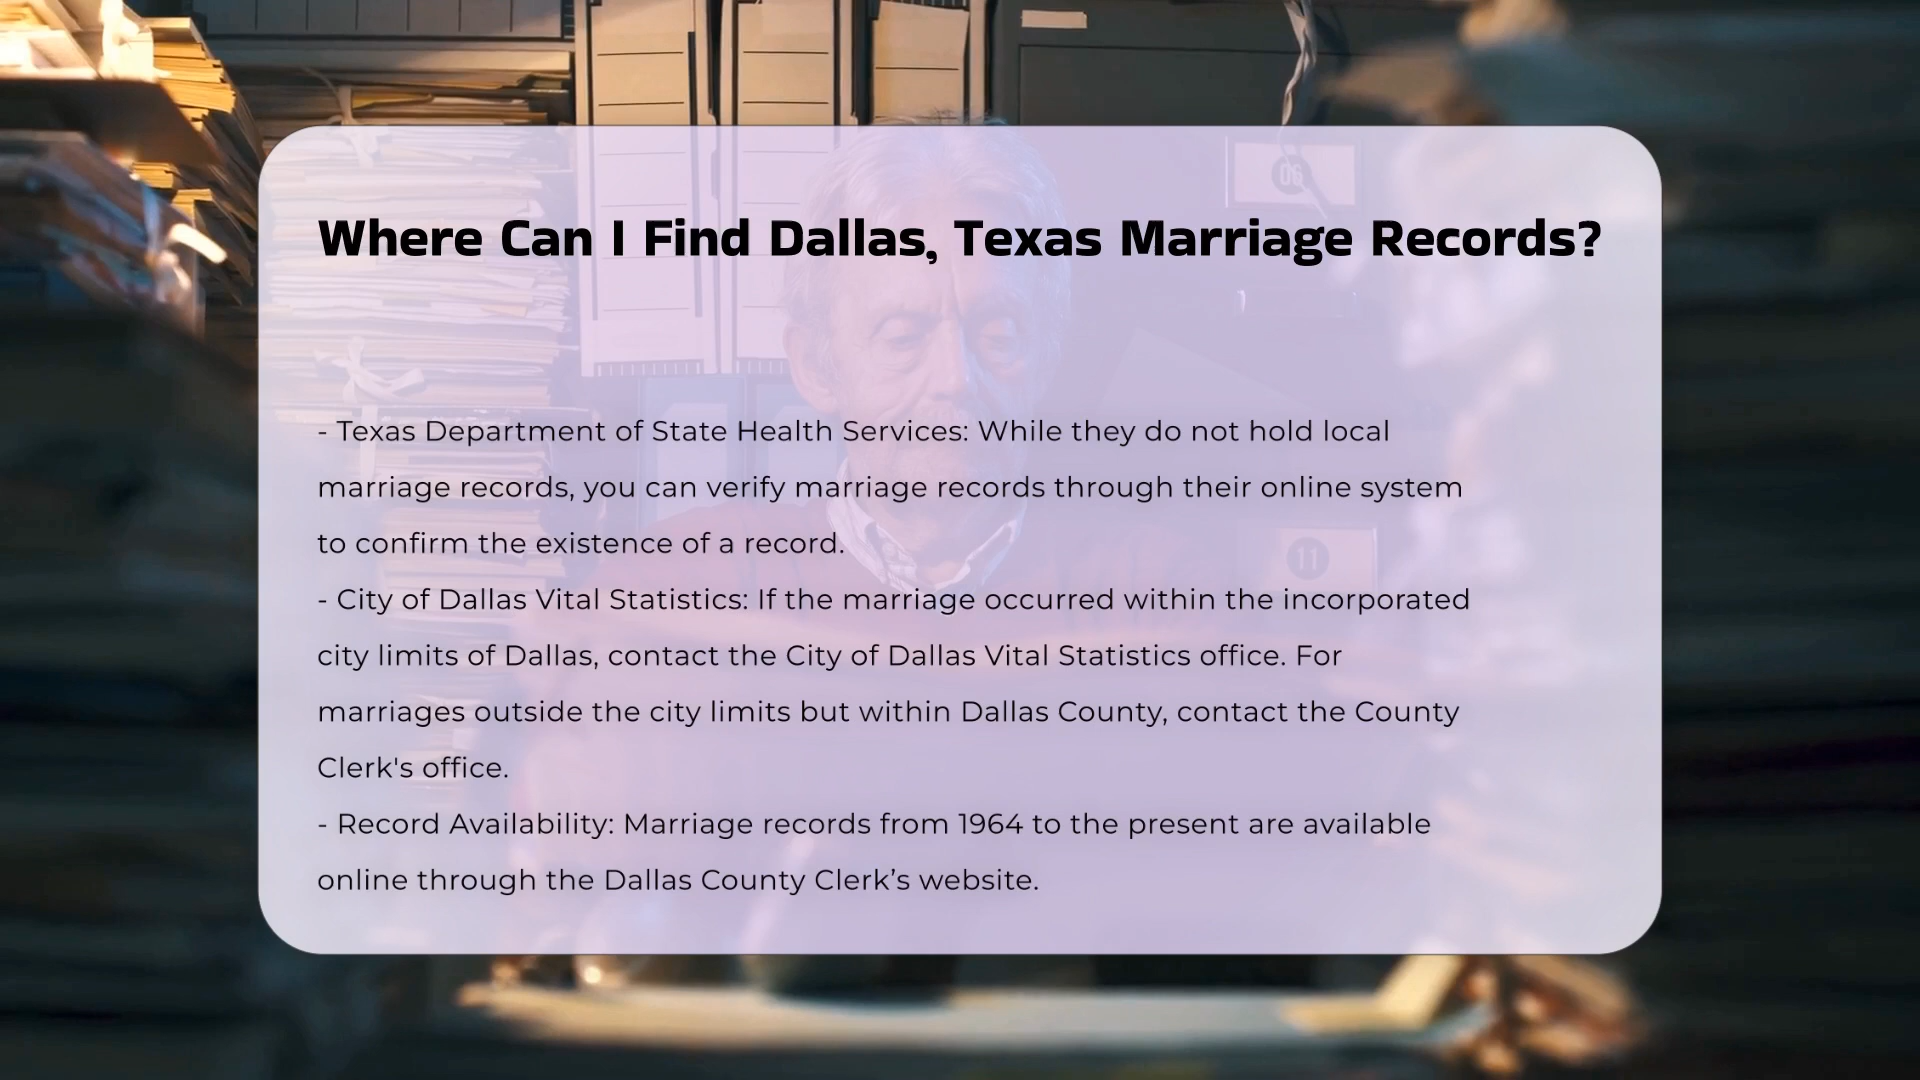 06
Where Can I Find Dallas, Texas Marriage Records?
- Texas Department of State Health Services: While they do not hold local
marriage records, you can verify marriage records through their online system
to confirm the existence of a record.
11
- City of Dallas Vital Statistics: If the marriage occurred within the incorporated
city limits of Dallas, contact the City of Dallas Vital Statistics office. For
marriages outside the city limits but within Dallas County, contact the County
Clerk's office.
- Record Availability: Marriage records from 1964 to the present are available
online through the Dallas County Clerk’s website.